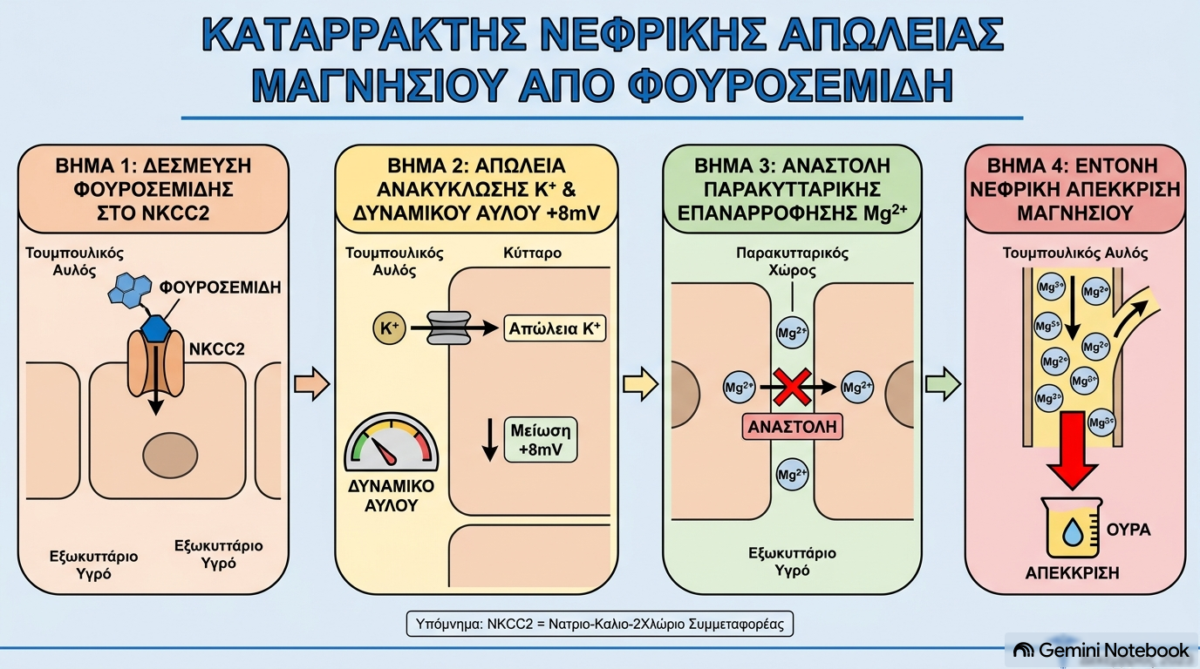 ΚΑΤΑΡΡΑΚΤΗΣ ΝΕΦΡΙΚΗΣ ΑΠΩΛΕΙΑΣ
ΜΑΓΝΗΣΙΟΥ ΑΠΟ ΦΟΥΡΟΣΕΜΙΔΗ
ΒΗΜΑ 1: ΔΕΣΜΕΥΣΗ
ΦΟΥΡΟΣΕΜΙΔΗΣ
ΣΤΟ NKCC2
Τουμπουλικός
Αυλός
ΦΟΥΡΟΣΕΜΙΔΗ
NKCC2
Εξωκυττάριο
Υγρό
Εξωκυττάριο
Υγρό
ΒΗΜΑ 2: ΑΠΩΛΕΙΑ
ΑΝΑΚΥΚΛΩΣΗΣ K⁺ &
ΔΥΝΑΜΙΚΟΥ ΑΥΛΟΥ +8mV
Τουμπουλικός
Αυλός
Κύτταρο
K⁺
Απώλεια K⁺
Μείωση
+8mV
ΔΥΝΑΜΙΚΟ
ΑΥΛΟΥ
ΒΗΜΑ 3: ΑΝΑΣΤΟΛΗ
ΠΑΡΑΚΥΤΤΑΡΙΚΗΣ
ΕΠΑΝΑΡΡΟΦΗΣΗΣ Mg²⁺
Παρακυτταρικός
Χώρος
Mg²⁺
Mg²⁺
Mg²⁺
ΑΝΑΣΤΟΛΗ
Mg²⁺
Εξωκυττάριο
Υγρό
ΒΗΜΑ 4: ΕΝΤΟΝΗ
ΝΕΦΡΙΚΗ ΑΠΕΚΚΡΙΣΗ
ΜΑΓΝΗΣΙΟΥ
Τουμπουλικός Αυλός
ΟΥΡΑ
ΑΠΕΚΚΡΙΣΗ
Υπόμνημα: NKCC2 = Νατριο-Καλιο-2Χλώριο Συμμεταφορέας
Gemini Notebook